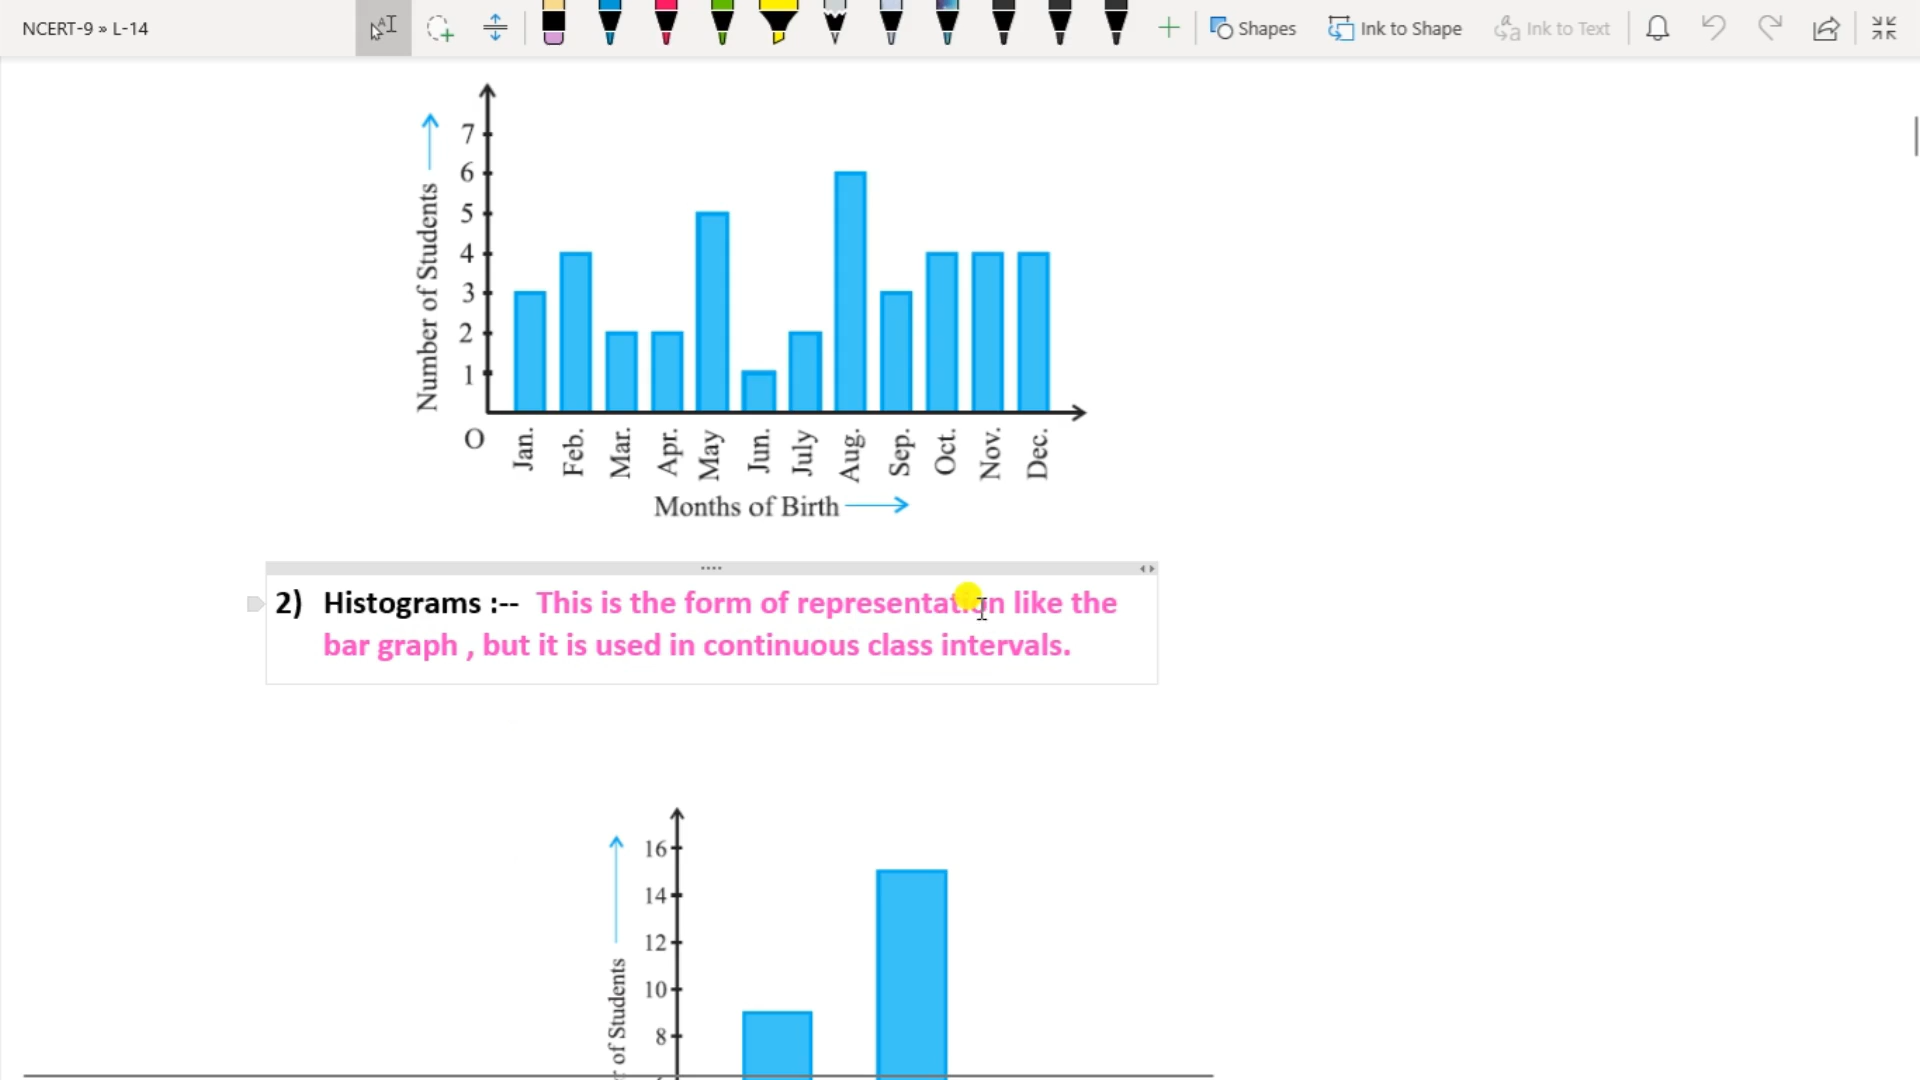 NCERT-9 » L-14
Shapes
Ink to Shape
Ink to Text
Number of Students
7
6
5
4
3
2
1
O
Jan.
Feb.
Mar.
Apr.
May
Jun.
July
Aug.
Sep.
Oct.
Nov.
Dec.
Months of Birth
2) Histograms :-- This is the form of representation like the
bar graph , but it is used in continuous class intervals.
16
14
12
10
8
of Students